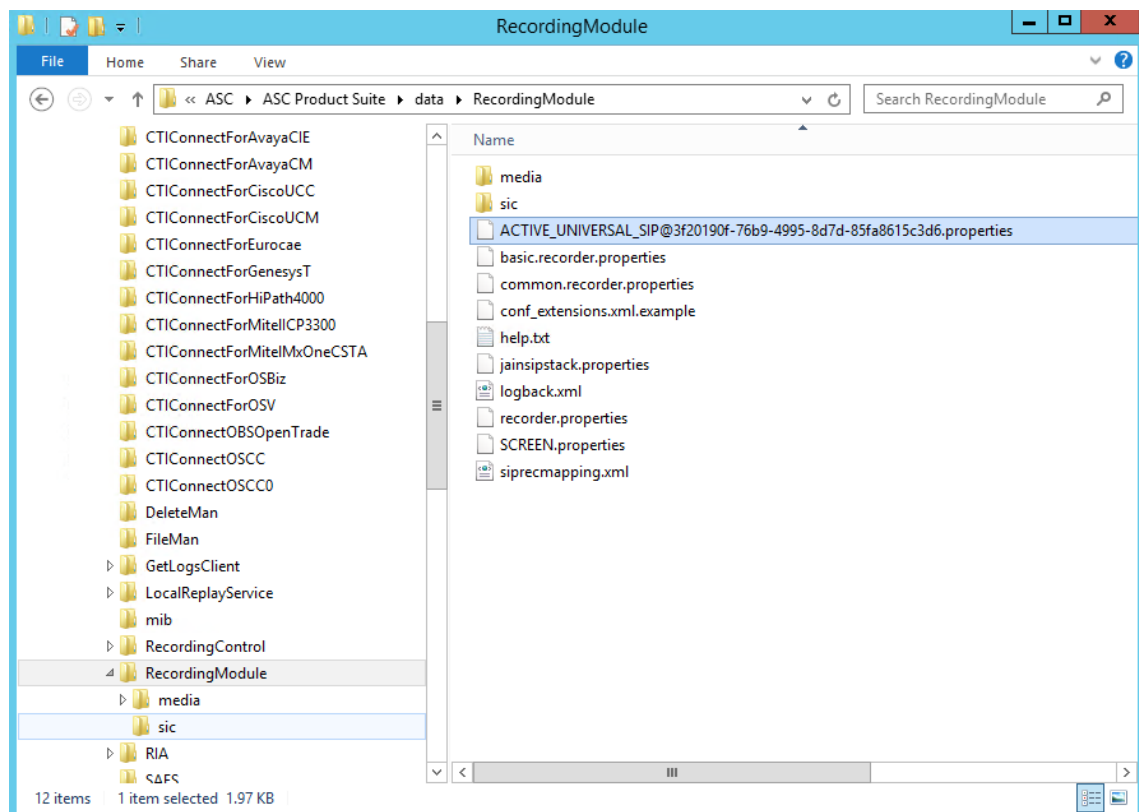 RecordingModule
File Home Share View
« ASC ▸ ASC Product Suite ▸ data ▸ RecordingModule
Search RecordingModule
CTIConnectForAvayaCIE
CTIConnectForAvayaCM
CTIConnectForCiscoUCC
CTIConnectForCiscoUCM
CTIConnectForEurocae
CTIConnectForGenesysT
CTIConnectForHiPath4000
CTIConnectForMitelICP3300
CTIConnectForMitelMxOneCSTA
CTIConnectForOSBiz
CTIConnectForOSV
CTIConnectOBSOpenTrade
CTIConnectOSCC
CTIConnectOSCC0
DeleteMan
FileMan
GetLogsClient
LocalReplayService
mib
RecordingControl
RecordingModule
media
sic
RIA
SAFS
Name
media
sic
ACTIVE_UNIVERSAL_SIP@3f20190f-76b9-4995-8d7d-85fa8615c3d6.properties
basic.recorder.properties
common.recorder.properties
conf_extensions.xml.example
help.txt
jainsipstack.properties
logback.xml
recorder.properties
SCREEN.properties
siprecmapping.xml
12 items 1 item selected 1.97 KB